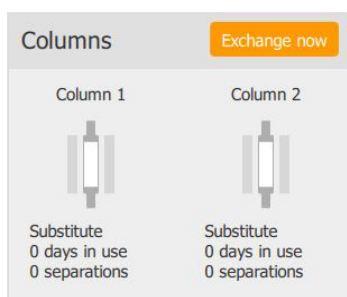 Columns
Exchange now
Column 1
Column 2
Substitute
0 days in use
0 separations
Substitute
0 days in use
0 separations